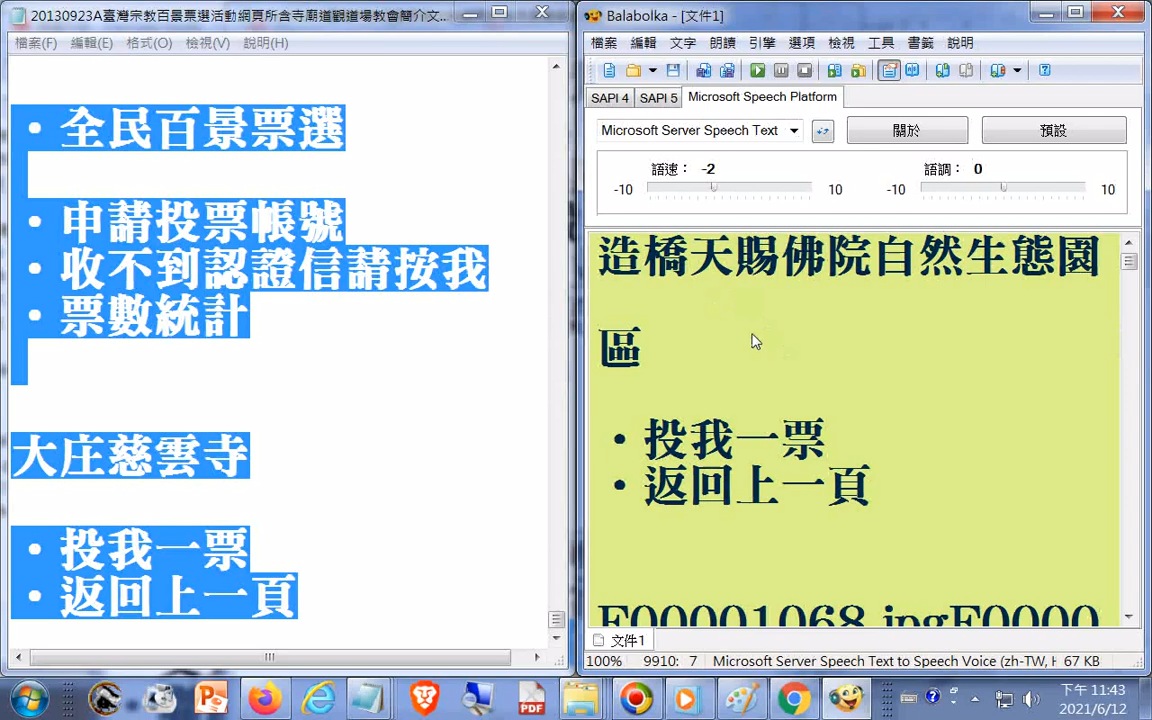 20130923A臺灣宗教百景票選活動網頁所含寺廟道觀道場教會簡介文...
檔案(F) 編輯(E) 格式(O) 檢視(V) 說明(H)
• 全民百景票選
• 申請投票帳號
• 收不到認證信請按我
• 票數統計
大庄慈雲寺
• 投我一票
• 返回上一頁
Balabolka - [文件1]
檔案 編輯 文字 朗讀 引擎 選項 檢視 工具 書籤 說明
SAPI 4 SAPI 5 Microsoft Speech Platform
Microsoft Server Speech Text 關於 預設
語速： -2 語調： 0
-10 10 -10 10
造橋天賜佛院自然生態園
區
• 投我一票
• 返回上一頁
F00001068.jpgF0000
文件1
100% 9910: 7 Microsoft Server Speech Text to Speech Voice (zh-TW, H 67 KB
下午 11:43
2021/6/12